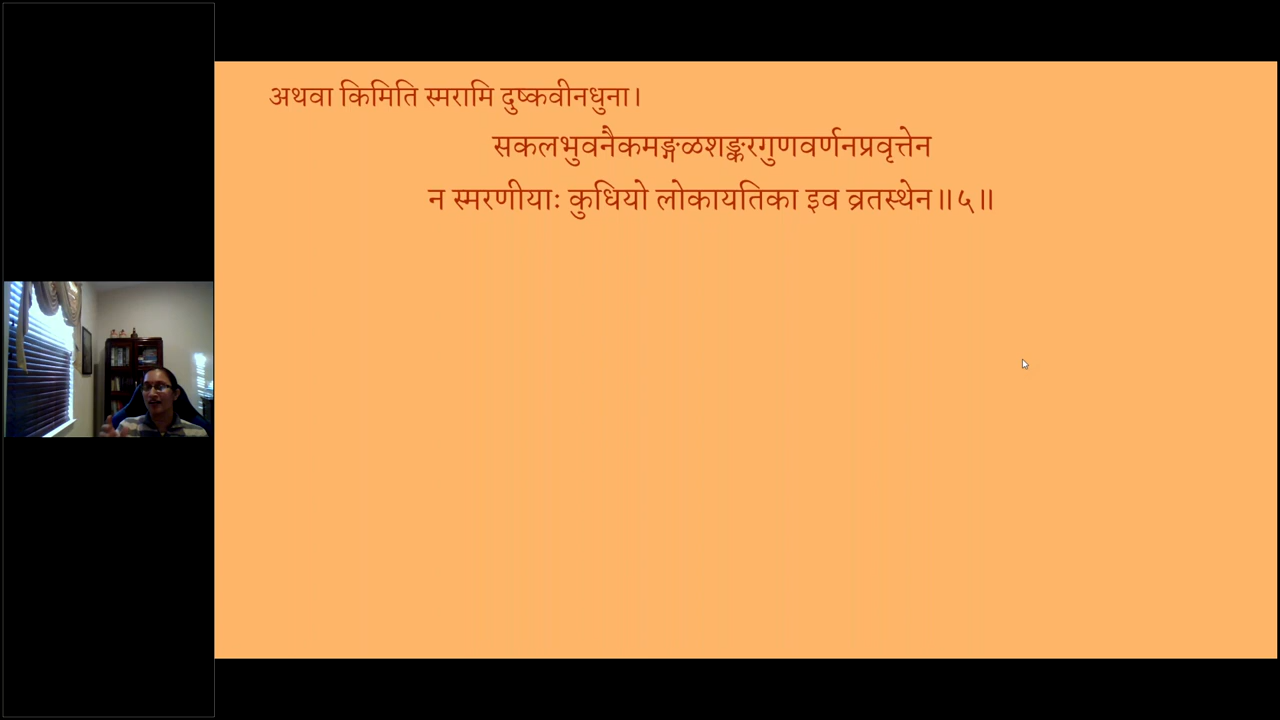 अथवा किमिति स्मरामि दुष्कवीनधुना।
सकलभुवनैकमङ्गळशङ्करगुणवर्णनप्रवृत्तेन
न स्मरणीयाः कुधियो लोकायतिका इव व्रतस्थेन॥५॥